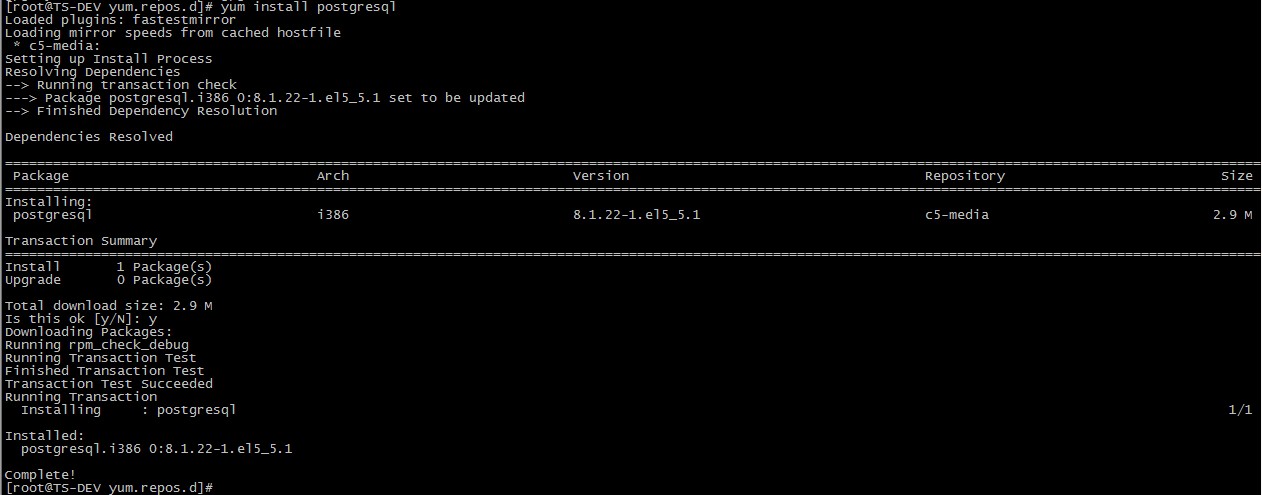 [root@TS-DEV yum.repos.d]# yum install postgresql
Loaded plugins: fastestmirror
Loading mirror speeds from cached hostfile
 * c5-media:
Setting up Install Process
Resolving Dependencies
--> Running transaction check
---> Package postgresql.i386 0:8.1.22-1.el5_5.1 set to be updated
--> Finished Dependency Resolution

Dependencies Resolved

================================================================================
 Package                Arch                Version                Repository                Size
================================================================================
Installing:
 postgresql             i386                8.1.22-1.el5_5.1       c5-media                  2.9 M

Transaction Summary
================================================================================
Install       1 Package(s)
Upgrade       0 Package(s)

Total download size: 2.9 M
Is this ok [y/N]: y
Downloading Packages:
Running rpm_check_debug
Running Transaction Test
Finished Transaction Test
Transaction Test Succeeded
Running Transaction
  Installing     : postgresql                                                    1/1

Installed:
  postgresql.i386 0:8.1.22-1.el5_5.1

Complete!
[root@TS-DEV yum.repos.d]#